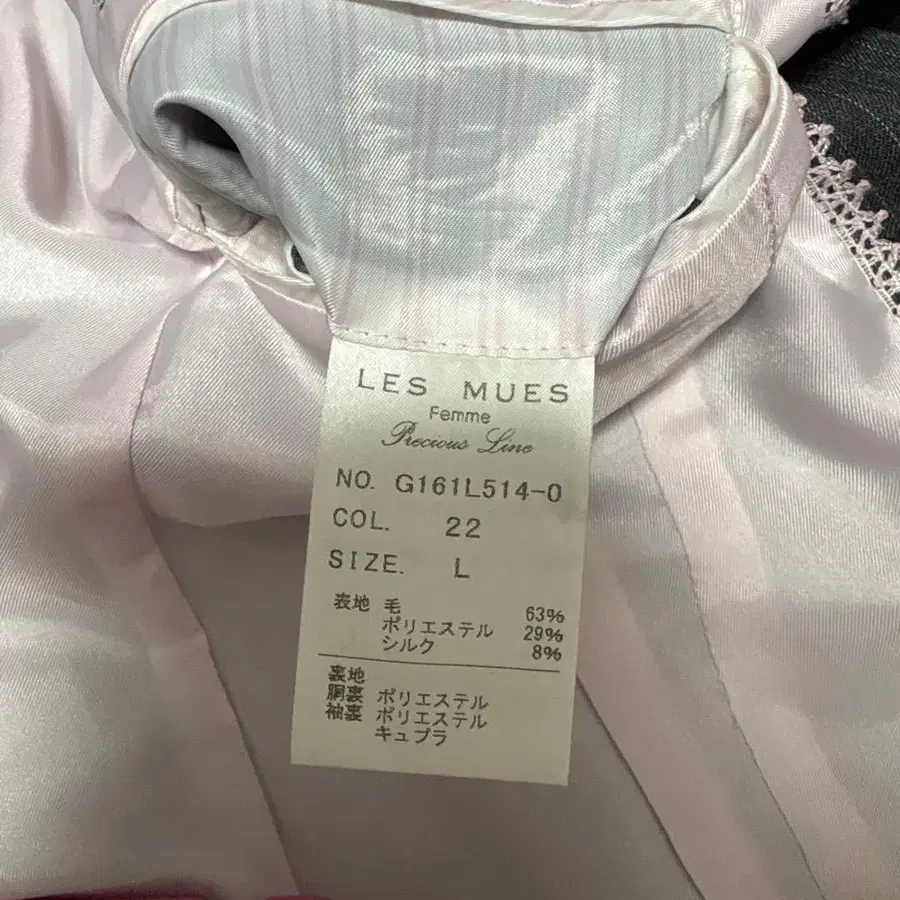 LES MUES
Femme
Precious Line
NO. G161L514-0
COL. 22
SIZE. L
表地 毛 63%
ポリエステル 29%
シルク 8%
裏地
胴裏 ポリエステル
袖裏 ポリエステル
キュプラ